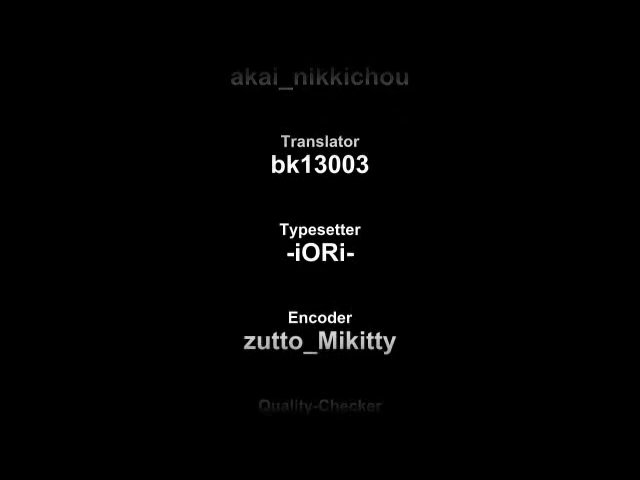 akai_nikkichou
Translator
bk13003
Typesetter
-iORi-
Encoder
zutto_Mikitty
Quality-Checker